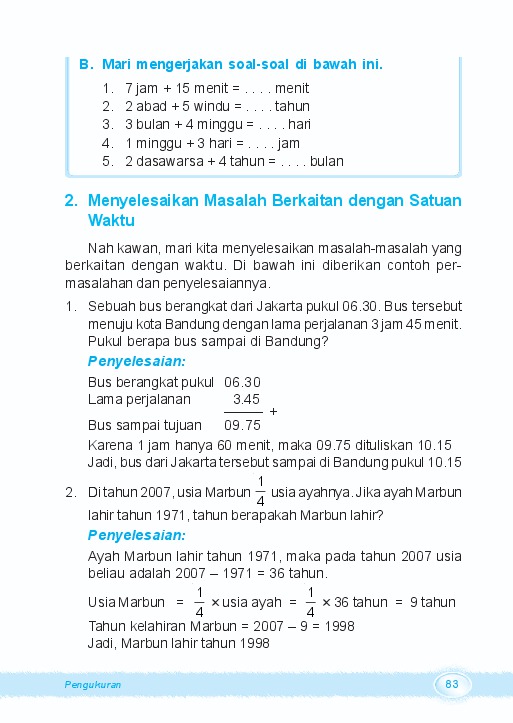 B. Mari mengerjakan soal-soal di bawah ini.
1. 7 jam + 15 menit = . . . . menit
2. 2 abad + 5 windu = . . . . tahun
3. 3 bulan + 4 minggu = . . . . hari
4. 1 minggu + 3 hari = . . . . jam
5. 2 dasawarsa + 4 tahun = . . . . bulan
2. Menyelesaikan Masalah Berkaitan dengan Satuan
Waktu
Nah kawan, mari kita menyelesaikan masalah-masalah yang
berkaitan dengan waktu. Di bawah ini diberikan contoh per-
masalahan dan penyelesaiannya.
1. Sebuah bus berangkat dari Jakarta pukul 06.30. Bus tersebut
menuju kota Bandung dengan lama perjalanan 3 jam 45 menit.
Pukul berapa bus sampai di Bandung?
Penyelesaian:
Bus berangkat pukul 06.30
Lama perjalanan 3.45
+
Bus sampai tujuan 09.75
Karena 1 jam hanya 60 menit, maka 09.75 dituliskan 10.15
Jadi, bus dari Jakarta tersebut sampai di Bandung pukul 10.15
2. Di tahun 2007, usia Marbun 1/4 usia ayahnya. Jika ayah Marbun
lahir tahun 1971, tahun berapakah Marbun lahir?
Penyelesaian:
Ayah Marbun lahir tahun 1971, maka pada tahun 2007 usia
beliau adalah 2007 – 1971 = 36 tahun.
Usia Marbun = 1/4 × usia ayah = 1/4 × 36 tahun = 9 tahun
Tahun kelahiran Marbun = 2007 – 9 = 1998
Jadi, Marbun lahir tahun 1998
Pengukuran 83